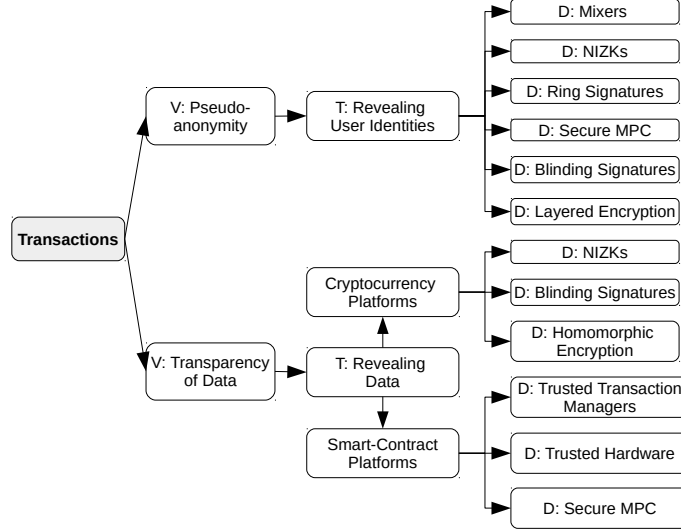 Transactions
V: Pseudo-
anonymity
T: Revealing
User Identities
D: Mixers
D: NIZKs
D: Ring Signatures
D: Secure MPC
D: Blinding Signatures
D: Layered Encryption
V: Transparency
of Data
T: Revealing
Data
Cryptocurrency
Platforms
D: NIZKs
D: Blinding Signatures
D: Homomorphic
Encryption
Smart-Contract
Platforms
D: Trusted Transaction
Managers
D: Trusted Hardware
D: Secure MPC